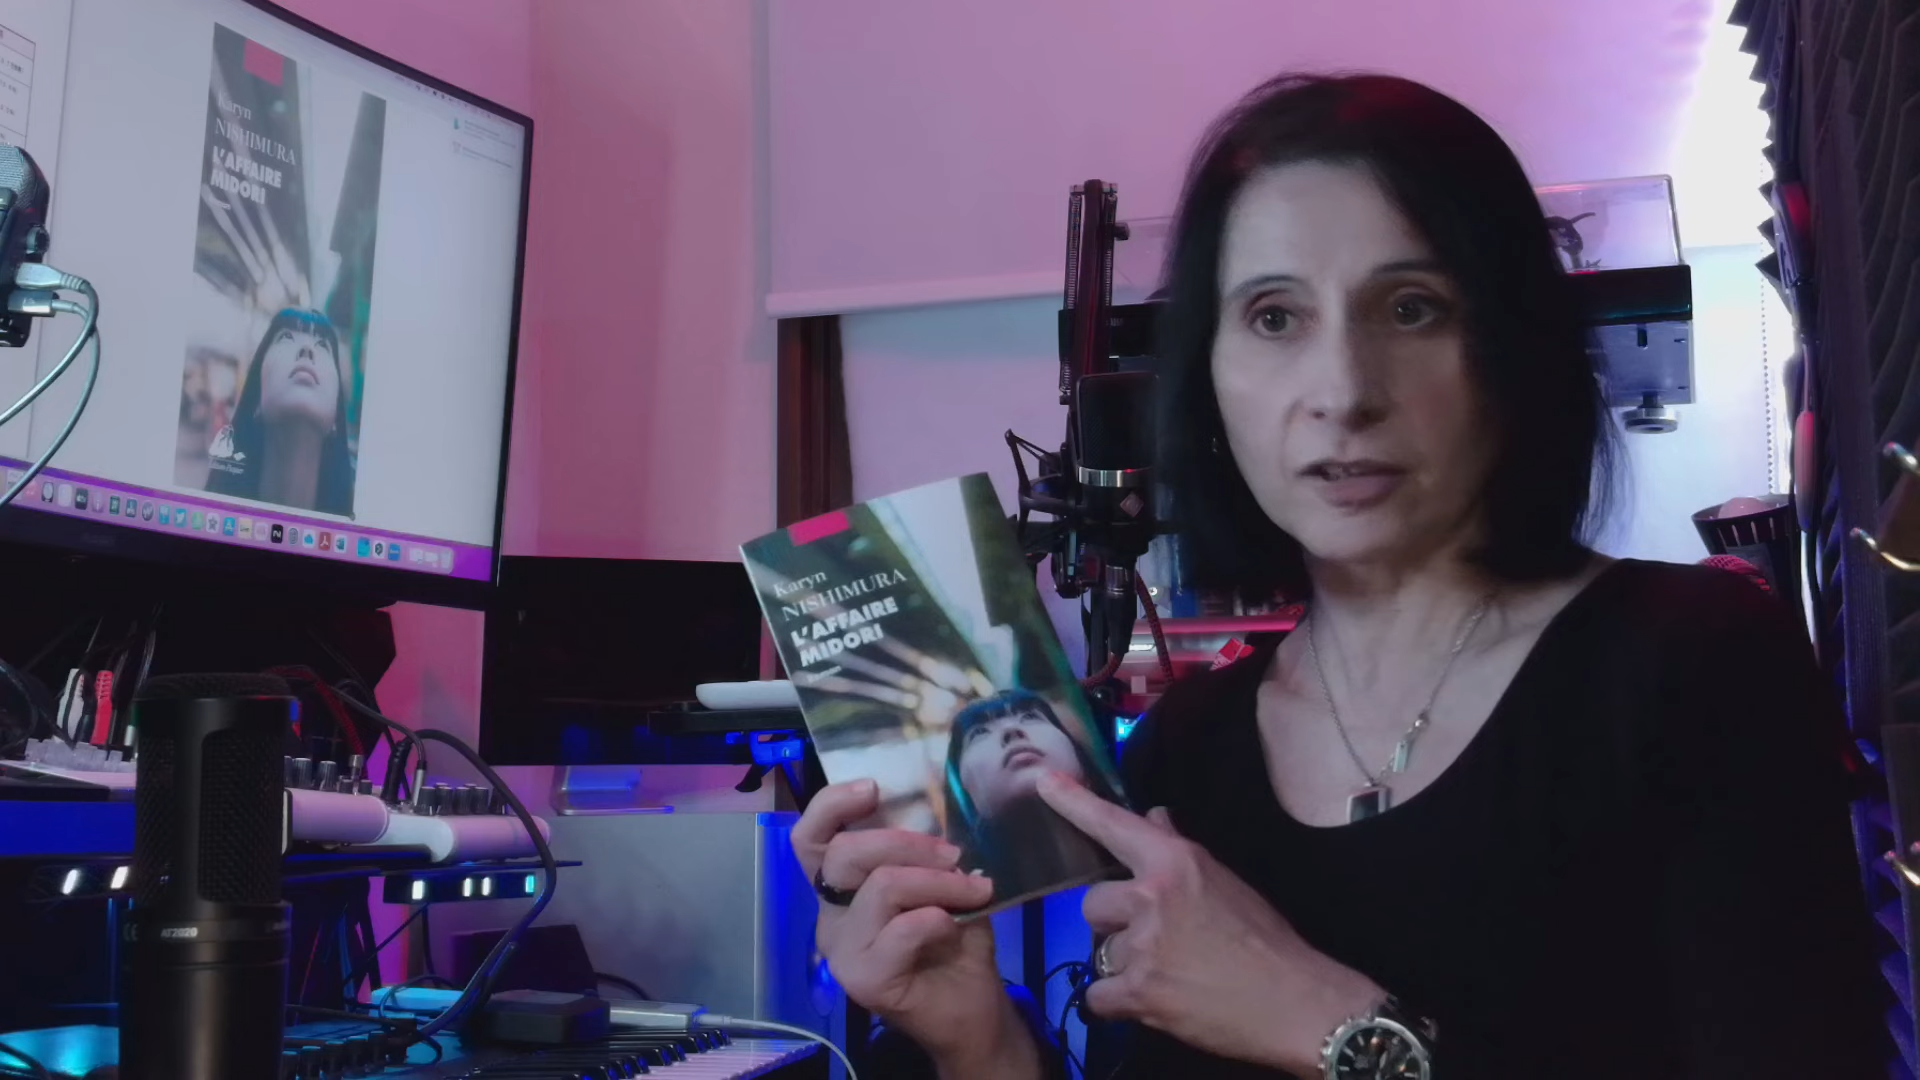 Karyn
NISHIMURA
L'AFFAIRE
MIDORI
Karyn
NISHIMURA
L'AFFAIRE
MIDORI
AT2020